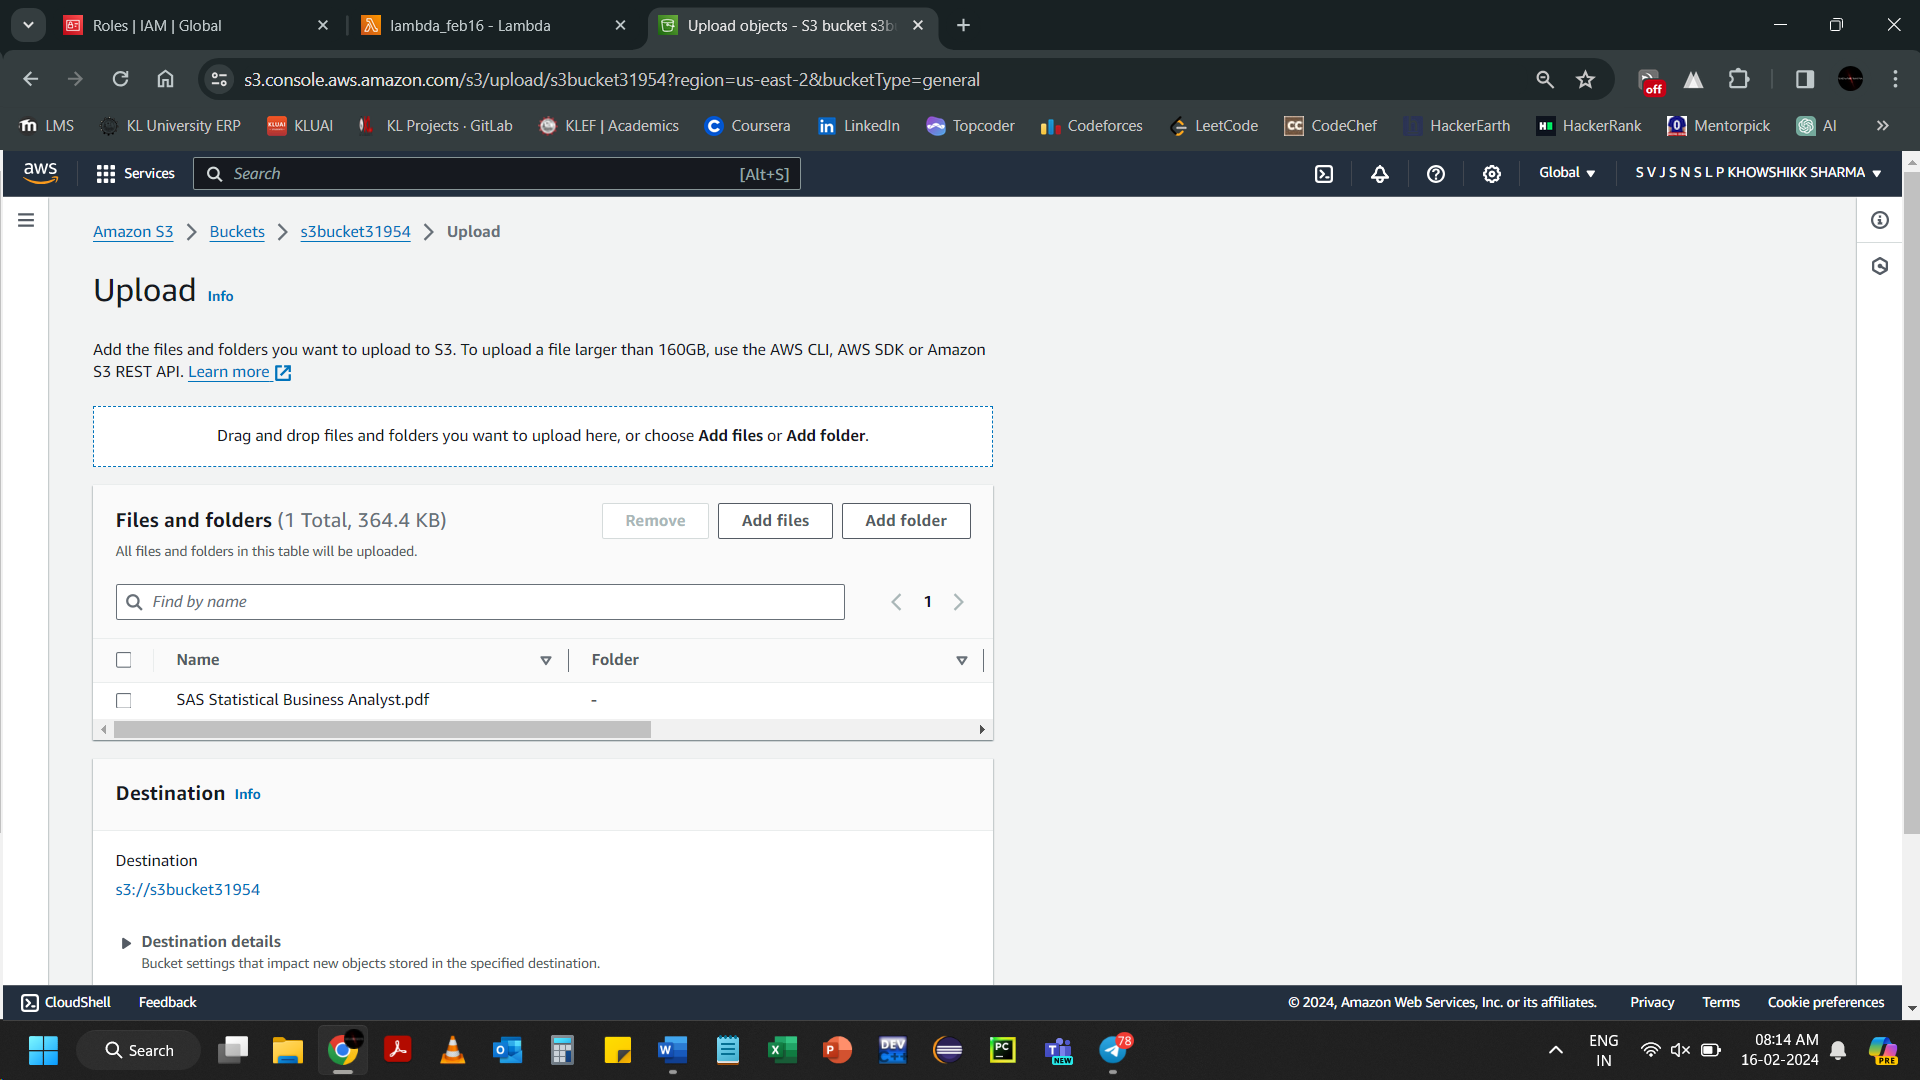 Roles | IAM | Global
lambda_feb16 - Lambda
Upload objects - S3 bucket s3b
s3.console.aws.amazon.com/s3/upload/s3bucket31954?region=us-east-2&bucketType=general
off
LMS
KL University ERP
KLUAI
KL Projects · GitLab
KLEF | Academics
Coursera
LinkedIn
Topcoder
Codeforces
LeetCode
CodeChef
HackerEarth
HackerRank
Mentorpick
AI
aws
Services
Search
[Alt+S]
Global
S V J S N S L P KHOWSHIKK SHARMA
Amazon S3
Buckets
s3bucket31954
Upload
Upload Info
Add the files and folders you want to upload to S3. To upload a file larger than 160GB, use the AWS CLI, AWS SDK or Amazon
S3 REST API. Learn more
Drag and drop files and folders you want to upload here, or choose Add files or Add folder.
Files and folders (1 Total, 364.4 KB)
Remove
Add files
Add folder
All files and folders in this table will be uploaded.
Find by name
1
Name
Folder
SAS Statistical Business Analyst.pdf
-
Destination Info
Destination
s3://s3bucket31954
Destination details
Bucket settings that impact new objects stored in the specified destination.
CloudShell
Feedback
© 2024, Amazon Web Services, Inc. or its affiliates.
Privacy
Terms
Cookie preferences
Search
DEV
PC
NEW
78
ENG
IN
08:14 AM
16-02-2024
PRE